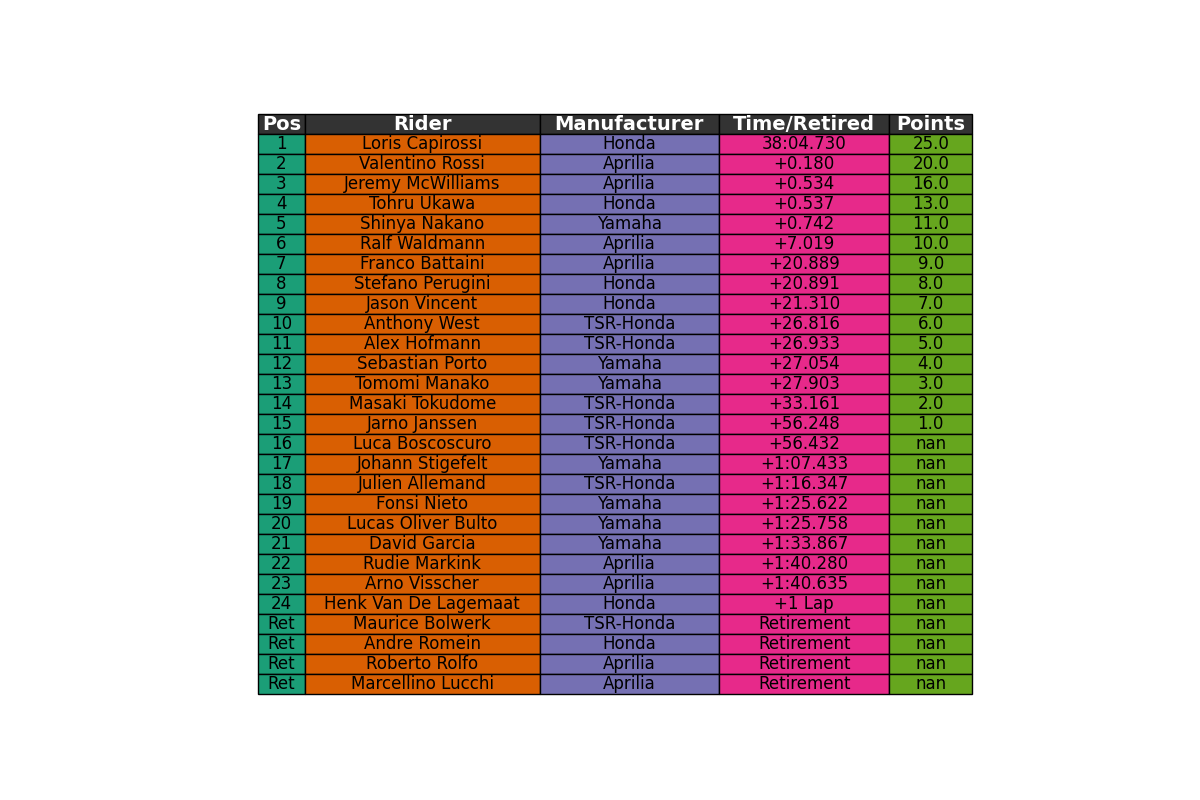 Pos Rider Manufacturer Time/Retired Points
1 Loris Capirossi Honda 38:04.730 25.0
2 Valentino Rossi Aprilia +0.180 20.0
3 Jeremy McWilliams Aprilia +0.534 16.0
4 Tohru Ukawa Honda +0.537 13.0
5 Shinya Nakano Yamaha +0.742 11.0
6 Ralf Waldmann Aprilia +7.019 10.0
7 Franco Battaini Aprilia +20.889 9.0
8 Stefano Perugini Honda +20.891 8.0
9 Jason Vincent Honda +21.310 7.0
10 Anthony West TSR-Honda +26.816 6.0
11 Alex Hofmann TSR-Honda +26.933 5.0
12 Sebastian Porto Yamaha +27.054 4.0
13 Tomomi Manako Yamaha +27.903 3.0
14 Masaki Tokudome TSR-Honda +33.161 2.0
15 Jarno Janssen TSR-Honda +56.248 1.0
16 Luca Boscoscuro TSR-Honda +56.432 nan
17 Johann Stigefelt Yamaha +1:07.433 nan
18 Julien Allemand TSR-Honda +1:16.347 nan
19 Fonsi Nieto Yamaha +1:25.622 nan
20 Lucas Oliver Bulto Yamaha +1:25.758 nan
21 David Garcia Yamaha +1:33.867 nan
22 Rudie Markink Aprilia +1:40.280 nan
23 Arno Visscher Aprilia +1:40.635 nan
24 Henk Van De Lagemaat Honda +1 Lap nan
Ret Maurice Bolwerk TSR-Honda Retirement nan
Ret Andre Romein Honda Retirement nan
Ret Roberto Rolfo Aprilia Retirement nan
Ret Marcellino Lucchi Aprilia Retirement nan